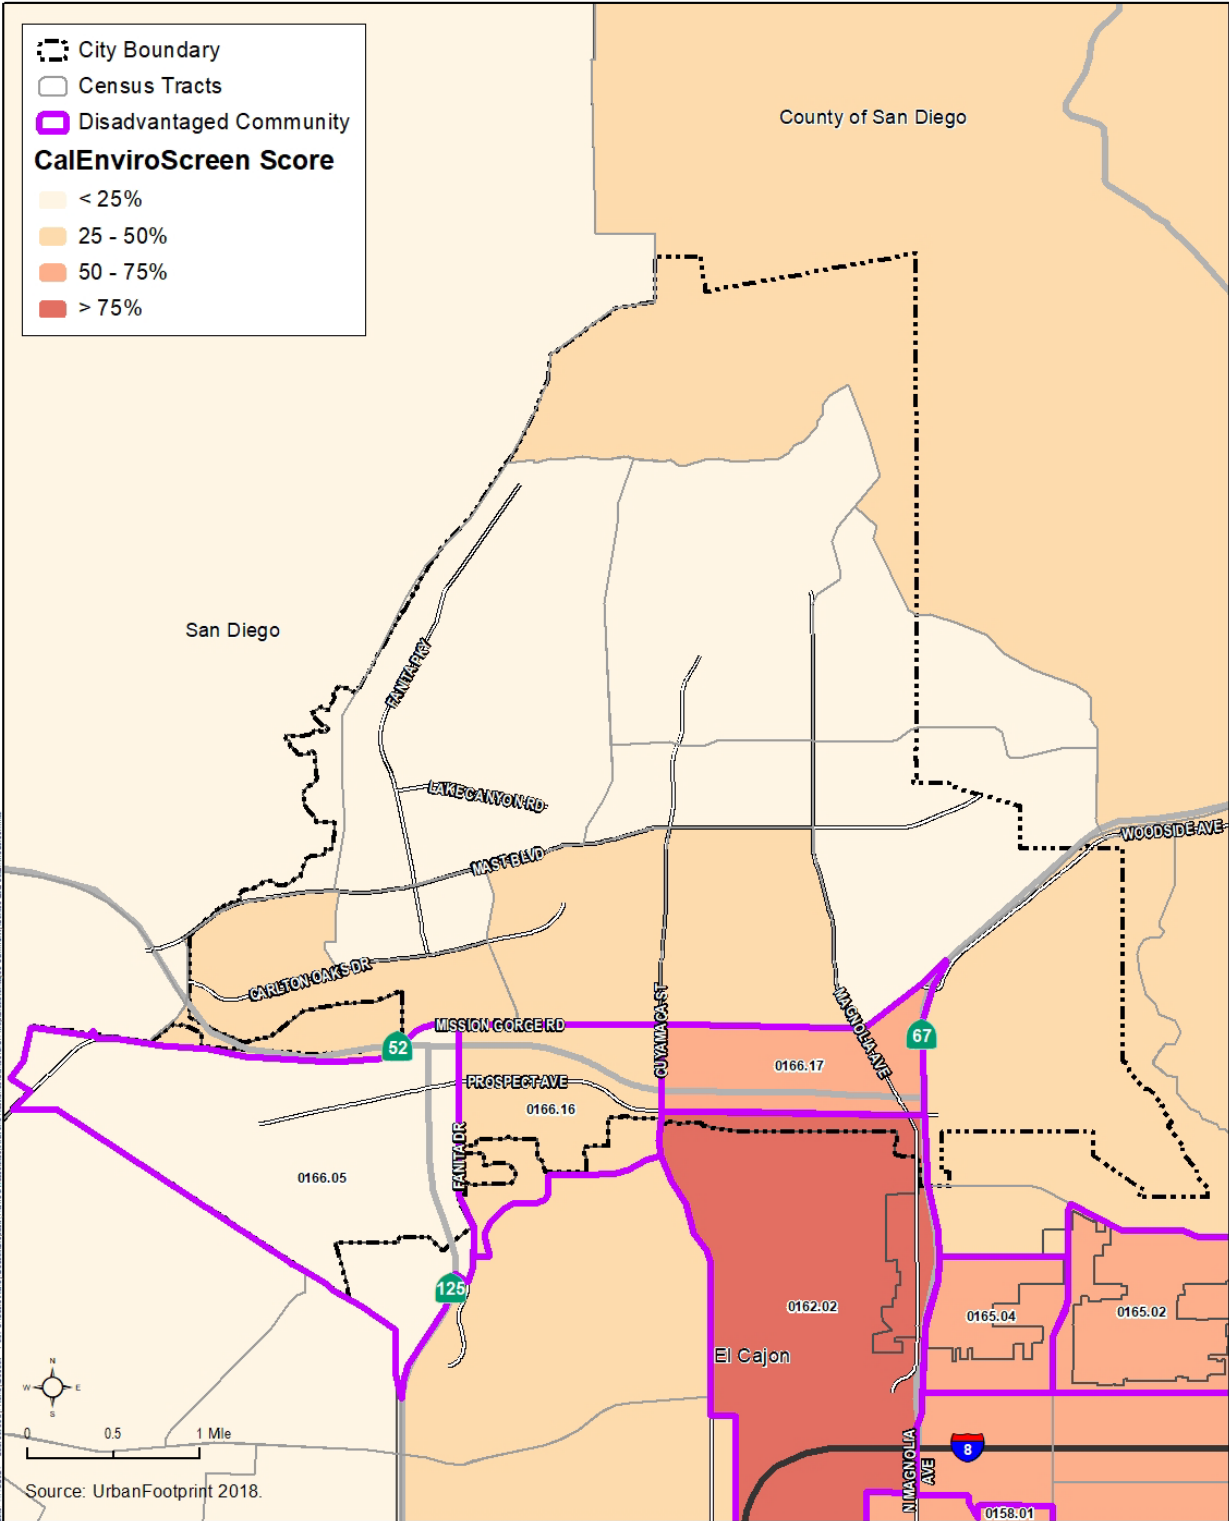 City Boundary
Census Tracts
Disadvantaged Community
CalEnviroScreen Score
< 25%
25 - 50%
50 - 75%
> 75%
County of San Diego
San Diego
FANITA PKY
LAKE CANYON RD
MAST BLVD
WOODSIDE AVE
CARLTON OAKS DR
CUYAMACA ST
MAGNOLIA AVE
MISSION GORGE RD
52
67
0166.17
PROSPECT AVE
0166.16
FANITA DR
0166.05
125
0162.02
0165.04
0165.02
El Cajon
N
W E
S
0 0.5 1 Mile
N MAGNOLIA
AVE
8
Source: UrbanFootprint 2018.
0158.01